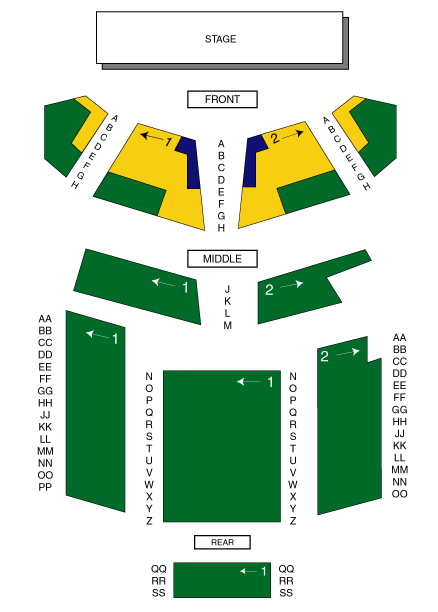 STAGE
FRONT
A
B
C
D
E
F
G
H
1
A
B
C
D
E
F
G
H
2
A
B
C
D
E
F
G
H
MIDDLE
1
J
K
L
M
2
AA
BB
CC
DD
EE
FF
GG
HH
JJ
KK
LL
MM
NN
OO
PP
1
N
O
P
Q
R
S
T
U
V
W
X
Y
Z
1
N
O
P
Q
R
S
T
U
V
W
X
Y
Z
2
AA
BB
CC
DD
EE
FF
GG
HH
JJ
KK
LL
MM
NN
OO
REAR
QQ
RR
SS
1
QQ
RR
SS